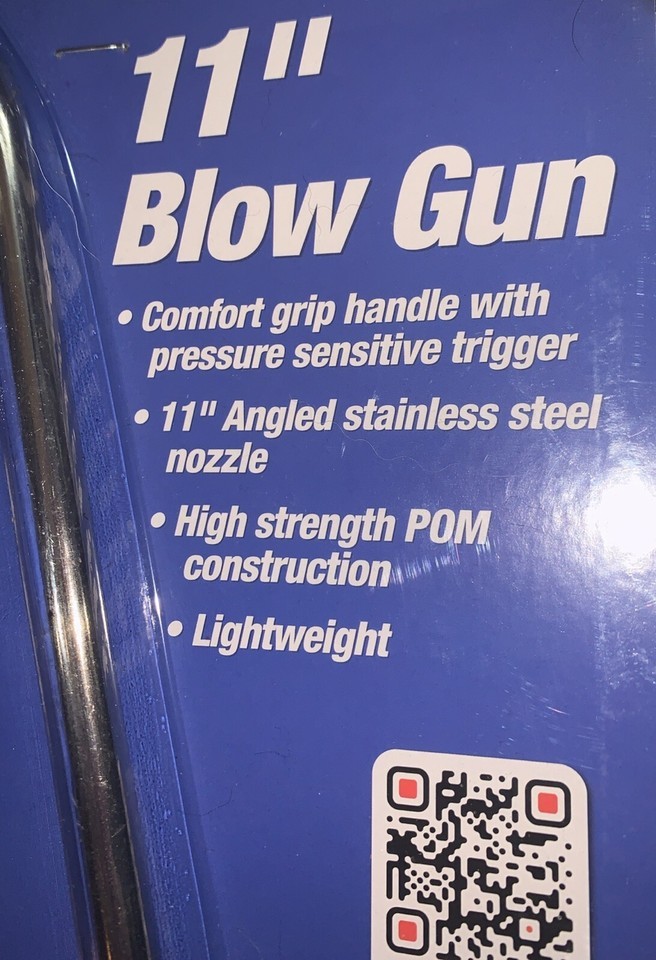 11"
Blow Gun
• Comfort grip handle with
pressure sensitive trigger
• 11" Angled stainless steel
nozzle
• High strength POM
construction
• Lightweight